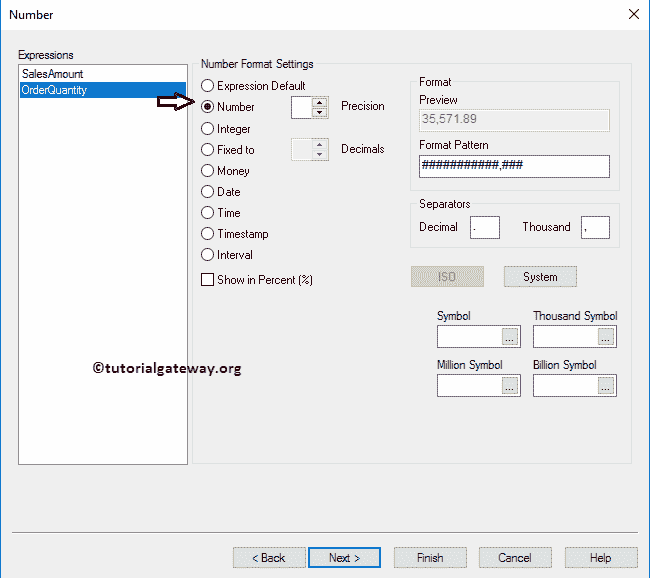 Number
Expressions
SalesAmount
OrderQuantity
Number Format Settings
Expression Default
Number
Precision
Integer
Fixed to
Decimals
Money
Date
Time
Timestamp
Interval
Show in Percent (%)
Format
Preview
35,571.89
Format Pattern
###########,###
Separators
Decimal . Thousand ,
ISO System
Symbol Thousand Symbol
... ...
Million Symbol Billion Symbol
... ...
©tutorialgateway.org
< Back Next > Finish Cancel Help